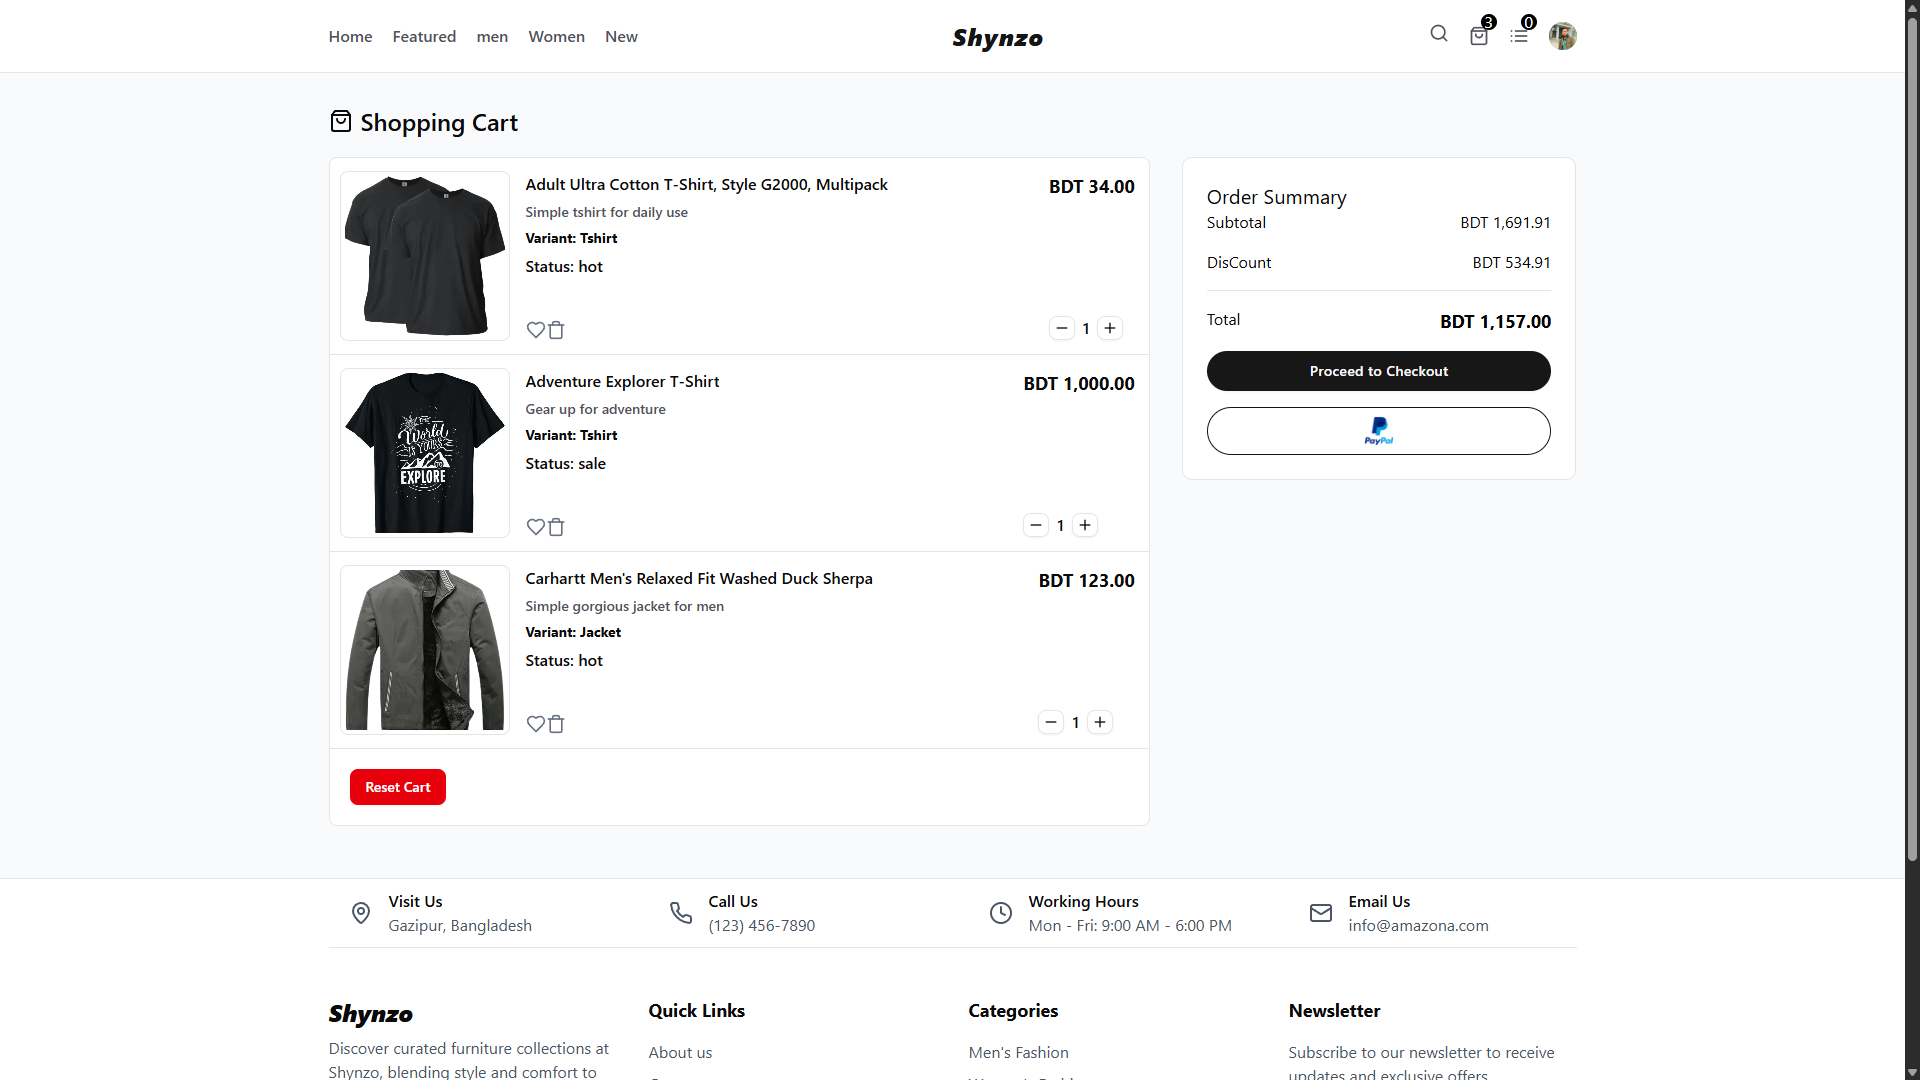 Home Featured men Women New
Shynzo
3
0
Shopping Cart
Adult Ultra Cotton T-Shirt, Style G2000, Multipack
BDT 34.00
Simple tshirt for daily use
Variant: Tshirt
Status: hot
1
THE
World
IS YOURS
TO
EXPLORE
Adventure Explorer T-Shirt
BDT 1,000.00
Gear up for adventure
Variant: Tshirt
Status: sale
1
Carhartt Men's Relaxed Fit Washed Duck Sherpa
BDT 123.00
Simple gorgious jacket for men
Variant: Jacket
Status: hot
1
Reset Cart
Order Summary
Subtotal BDT 1,691.91
DisCount BDT 534.91
Total BDT 1,157.00
Proceed to Checkout
PayPal
Visit Us
Gazipur, Bangladesh
Call Us
(123) 456-7890
Working Hours
Mon - Fri: 9:00 AM - 6:00 PM
Email Us
info@amazona.com
Shynzo
Discover curated furniture collections at
Shynzo, blending style and comfort to
Quick Links
About us
Categories
Men's Fashion
Newsletter
Subscribe to our newsletter to receive
updates and exclusive offers